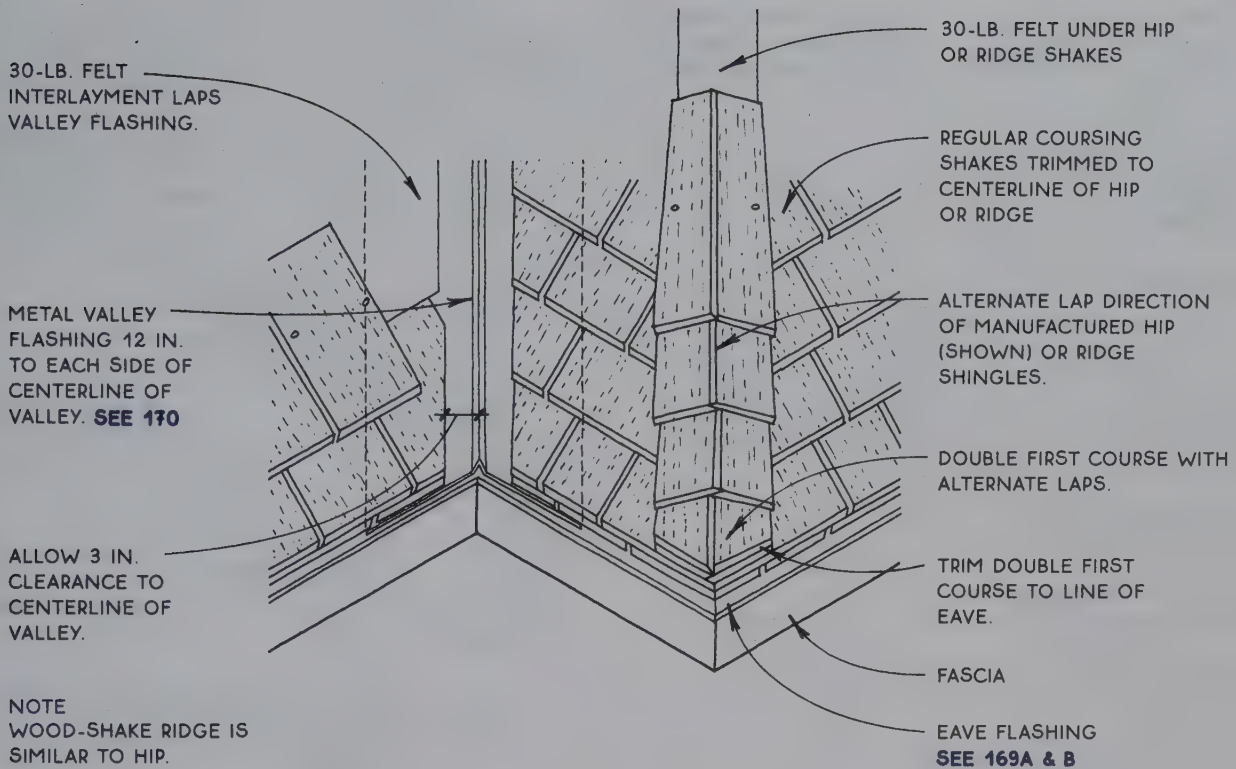 30-LB. FELT
INTERLAYMENT LAPS
VALLEY FLASHING.
METAL VALLEY
FLASHING 12 IN.
TO EACH SIDE OF
CENTERLINE OF
VALLEY. SEE 170
ALLOW 3 IN.
CLEARANCE TO
CENTERLINE OF
VALLEY.
NOTE
WOOD-SHAKE RIDGE IS
SIMILAR TO HIP.
30-LB. FELT UNDER HIP
OR RIDGE SHAKES
REGULAR COURSING
SHAKES TRIMMED TO
CENTERLINE OF HIP
OR RIDGE
ALTERNATE LAP DIRECTION
OF MANUFACTURED HIP
(SHOWN) OR RIDGE
SHINGLES.
DOUBLE FIRST COURSE WITH
ALTERNATE LAPS.
TRIM DOUBLE FIRST
COURSE TO LINE OF
EAVE.
FASCIA
EAVE FLASHING
SEE 169A & B